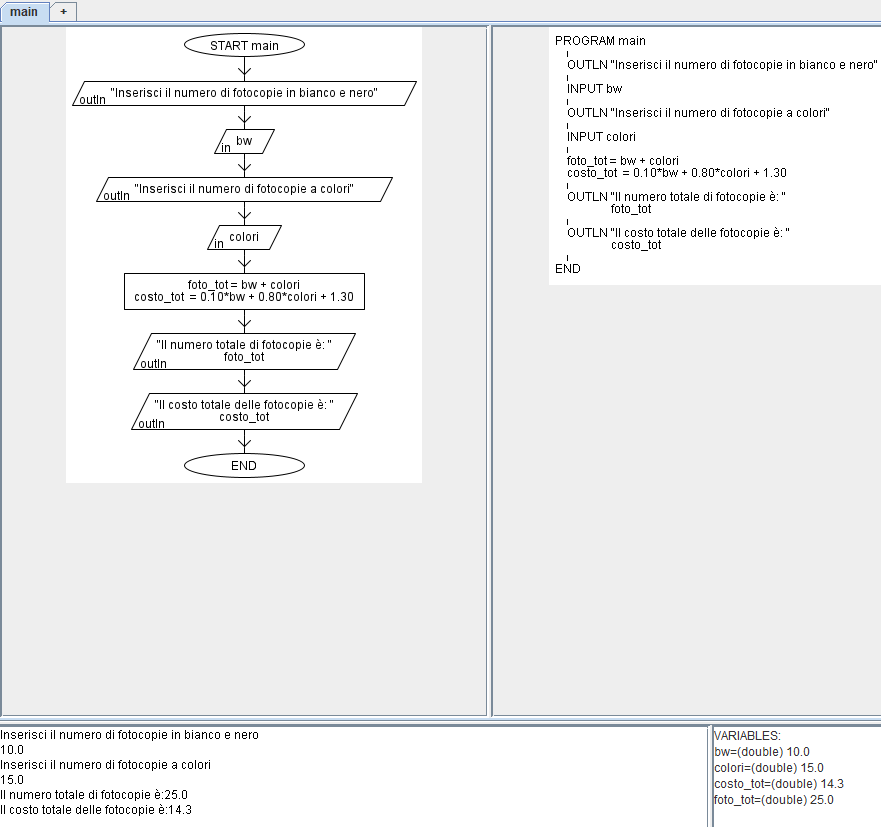 main +
START main
"Inserisci il numero di fotocopie in bianco e nero"
outln
bw
in
"Inserisci il numero di fotocopie a colori"
outln
colori
in
foto_tot = bw + colori
costo_tot = 0.10*bw + 0.80*colori + 1.30
"Il numero totale di fotocopie è: "
foto_tot
outln
"Il costo totale delle fotocopie è: "
costo_tot
outln
END
PROGRAM main
OUTLN "Inserisci il numero di fotocopie in bianco e nero"
INPUT bw
OUTLN "Inserisci il numero di fotocopie a colori"
INPUT colori
foto_tot = bw + colori
costo_tot = 0.10*bw + 0.80*colori + 1.30
OUTLN "Il numero totale di fotocopie è: "
foto_tot
OUTLN "Il costo totale delle fotocopie è: "
costo_tot
END
Inserisci il numero di fotocopie in bianco e nero
10.0
Inserisci il numero di fotocopie a colori
15.0
Il numero totale di fotocopie è:25.0
Il costo totale delle fotocopie è:14.3
VARIABLES:
bw=(double) 10.0
colori=(double) 15.0
costo_tot=(double) 14.3
foto_tot=(double) 25.0